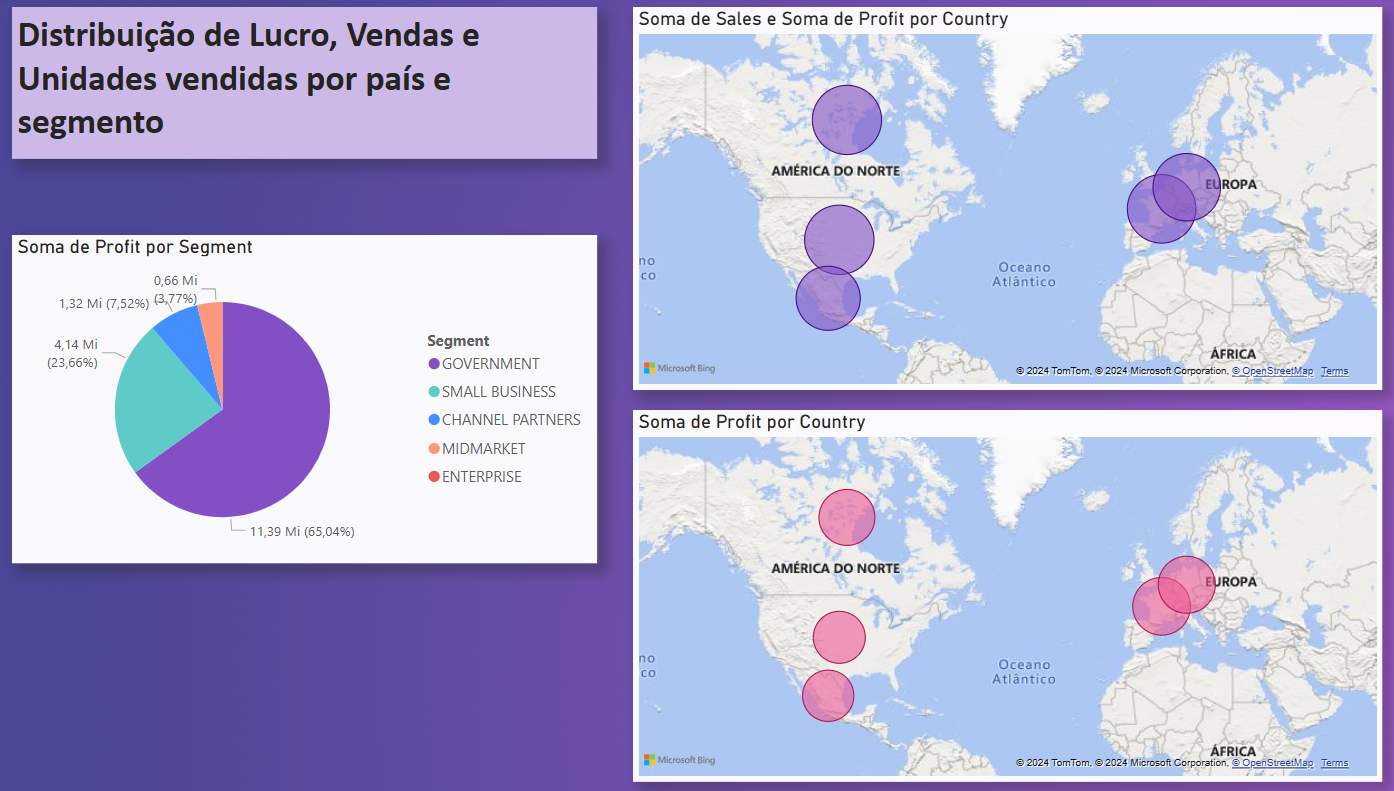 Distribuição de Lucro, Vendas e
Unidades vendidas por país e
segmento
Soma de Profit por Segment
0,66 Mi
(3,77%)
1,32 Mi (7,52%)
4,14 Mi
(23,66%)
11,39 Mi (65,04%)
Segment
GOVERNMENT
SMALL BUSINESS
CHANNEL PARTNERS
MIDMARKET
ENTERPRISE
Soma de Sales e Soma de Profit por Country
AMÉRICA DO NORTE
EUROPA
no
co
Oceano
Atlântico
ÁFRICA
Microsoft Bing
© 2024 TomTom, © 2024 Microsoft Corporation, © OpenStreetMap Terms
Soma de Profit por Country
AMÉRICA DO NORTE
EUROPA
no
co
Oceano
Atlântico
ÁFRICA
Microsoft Bing
© 2024 TomTom, © 2024 Microsoft Corporation, © OpenStreetMap Terms